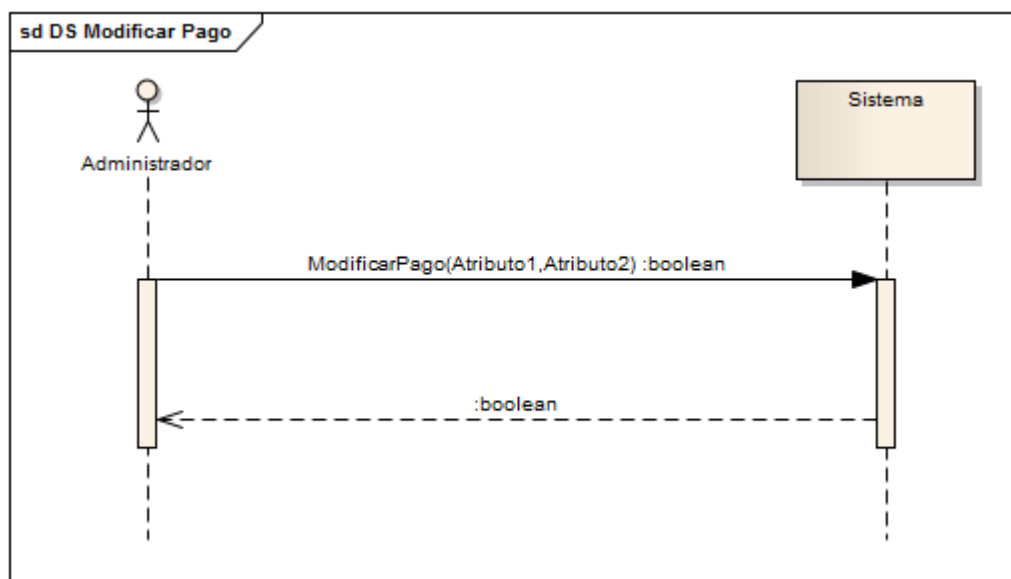 sd DS Modificar Pago
Sistema
Administrador
ModificarPago(Atributo1,Atributo2) :boolean
:boolean